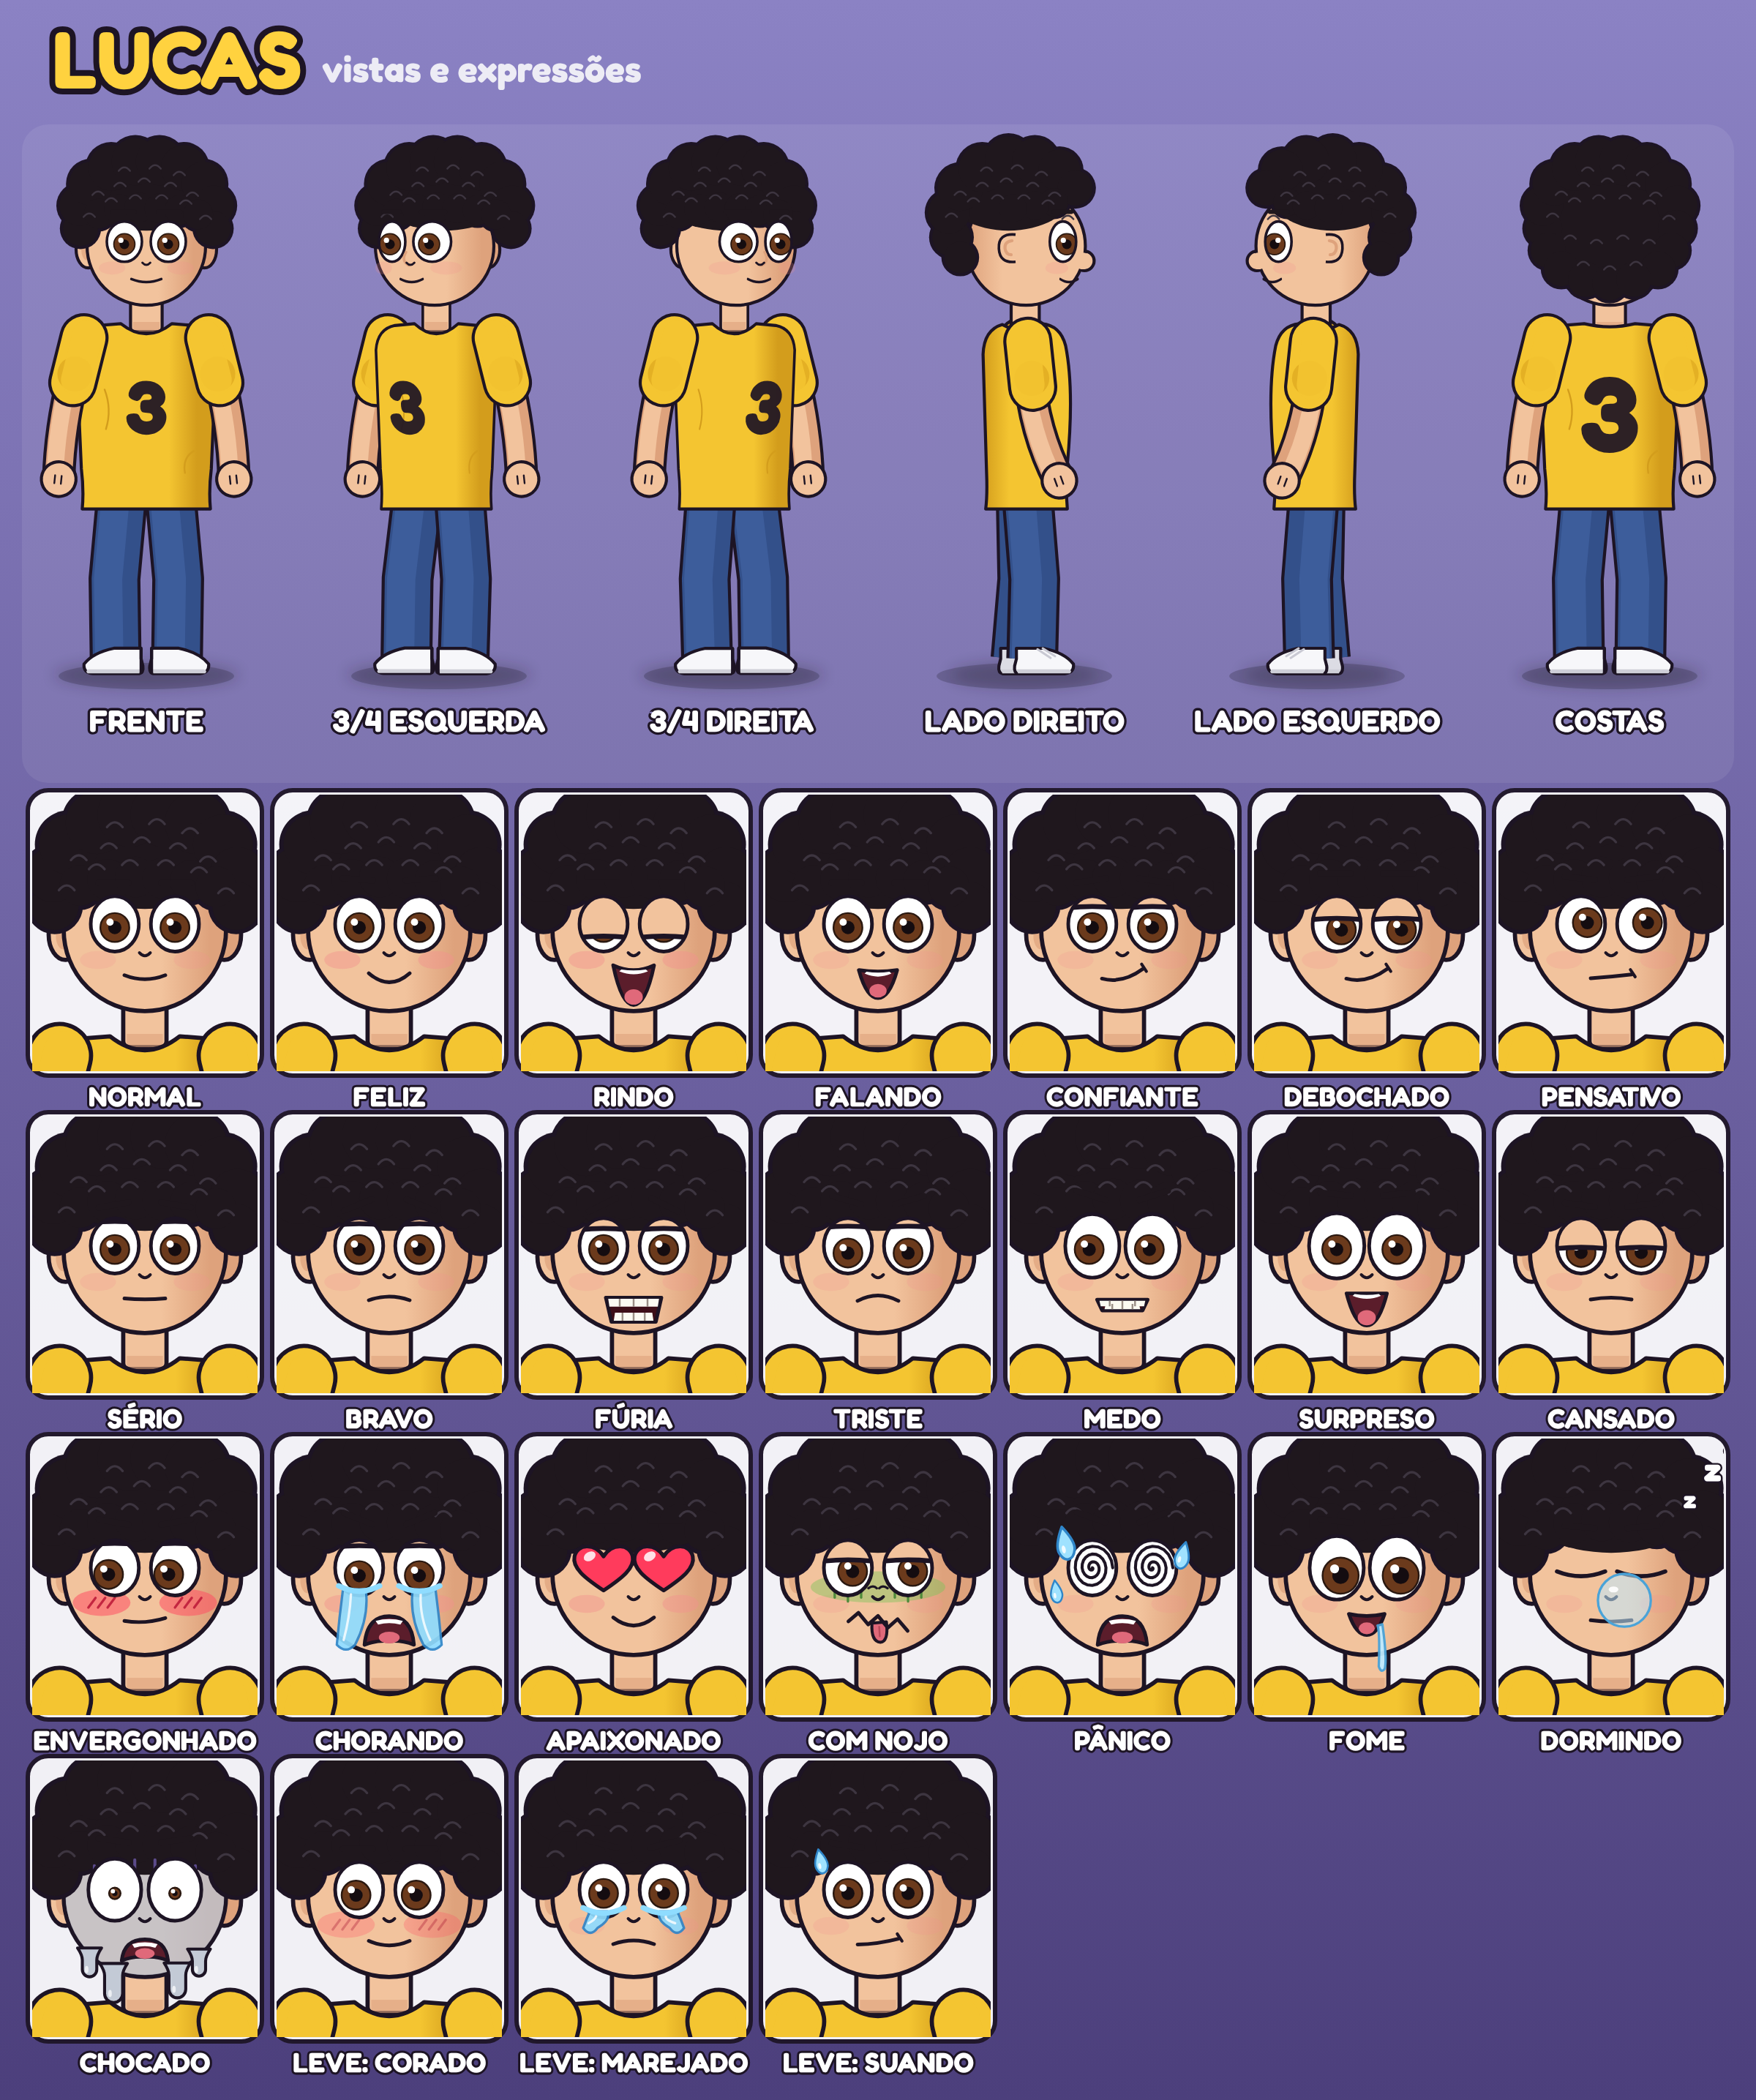 LUCAS vistas e expressões
3 3 3 3
FRENTE 3/4 ESQUERDA 3/4 DIREITA LADO DIREITO LADO ESQUERDO COSTAS
NORMAL FELIZ RINDO FALANDO CONFIANTE DEBOCHADO PENSATIVO
SÉRIO BRAVO FÚRIA TRISTE MEDO SURPRESO CANSADO
z
z
ENVERGONHADO CHORANDO APAIXONADO COM NOJO PÂNICO FOME DORMINDO
CHOCADO LEVE: CORADO LEVE: MAREJADO LEVE: SUANDO